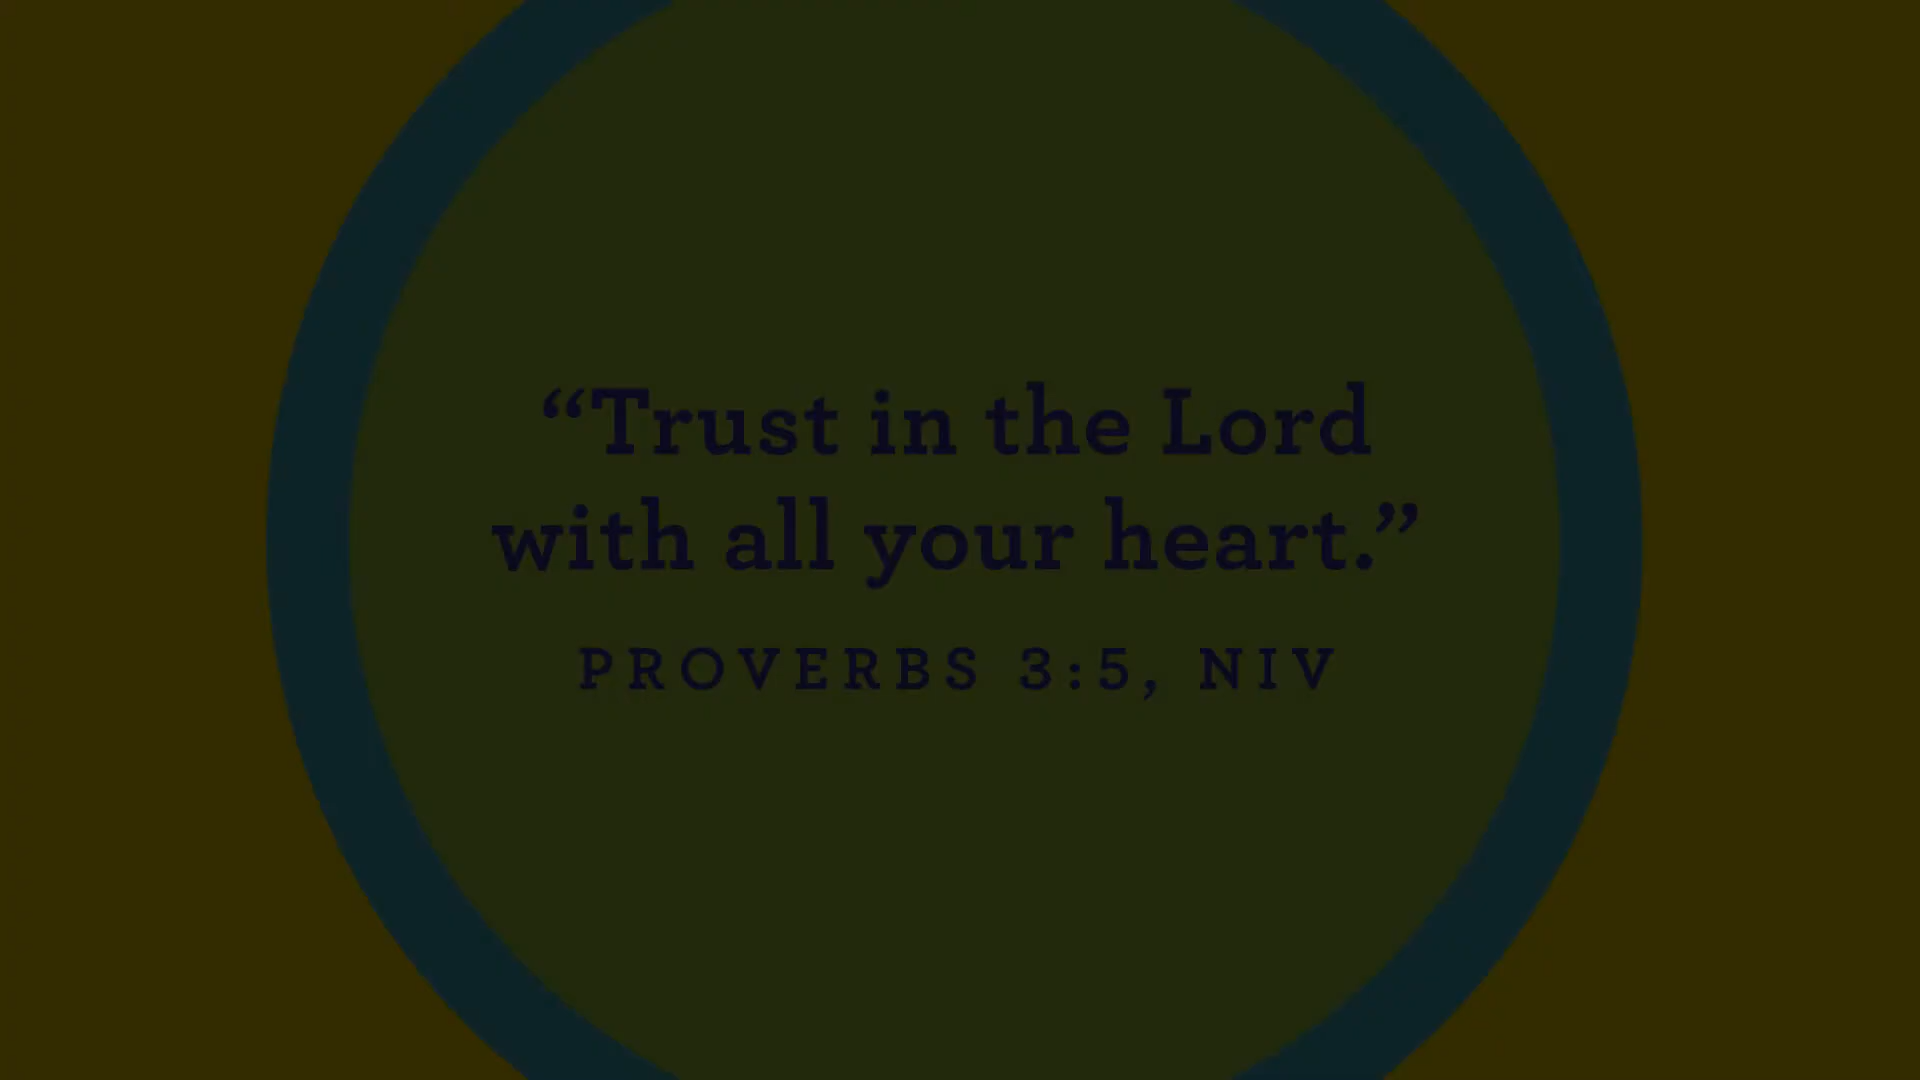 “Trust in the Lord
with all your heart.”
PROVERBS 3:5, NIV